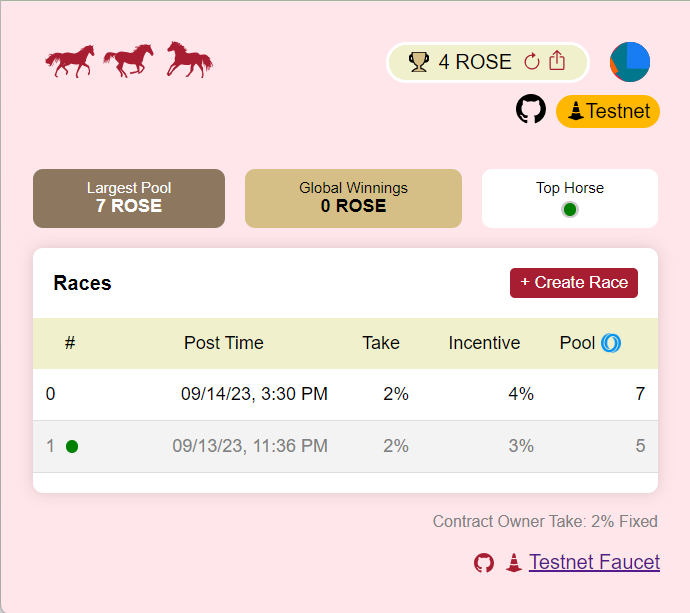 4 ROSE
Testnet
Largest Pool
7 ROSE
Global Winnings
0 ROSE
Top Horse
Races
+ Create Race
# Post Time Take Incentive Pool
0 09/14/23, 3:30 PM 2% 4% 7
1 09/13/23, 11:36 PM 2% 3% 5
Contract Owner Take: 2% Fixed
Testnet Faucet